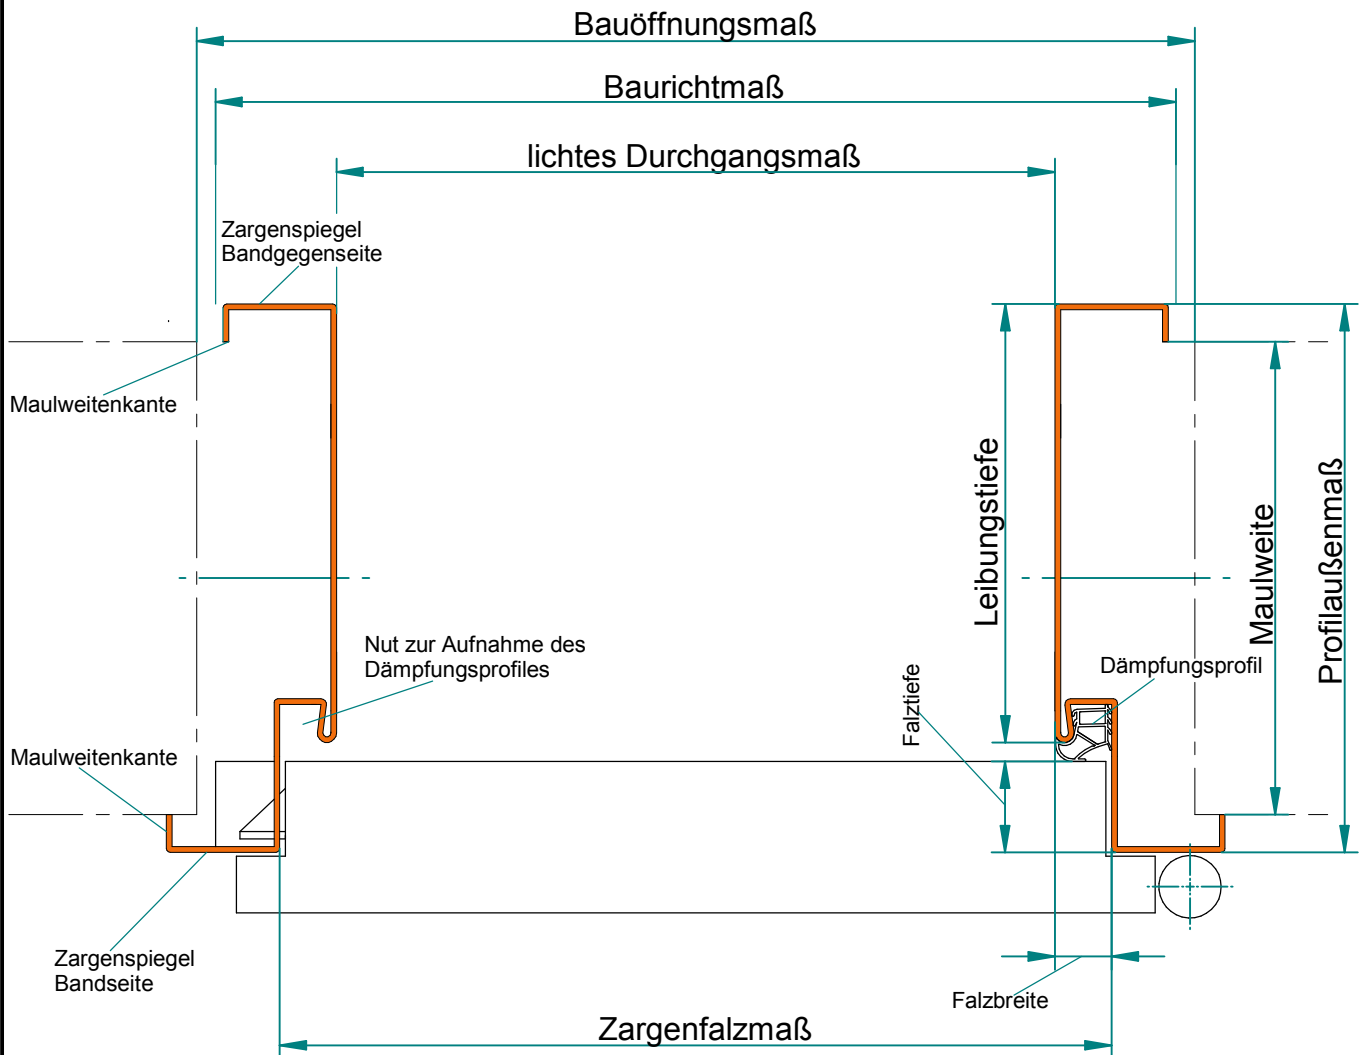 Bauöffnungsmaß
Baurichtmaß
lichtes Durchgangsmaß
Zargenspiegel
Bandgegenseite
Maulweitenkante
Leibungstiefe
Maulweite
Profilaußenmaß
Nut zur Aufnahme des
Dämpfungsprofiles
Falztiefe
Dämpfungsprofil
Maulweitenkante
Zargenspiegel
Bandseite
Falzbreite
Zargenfalzmaß